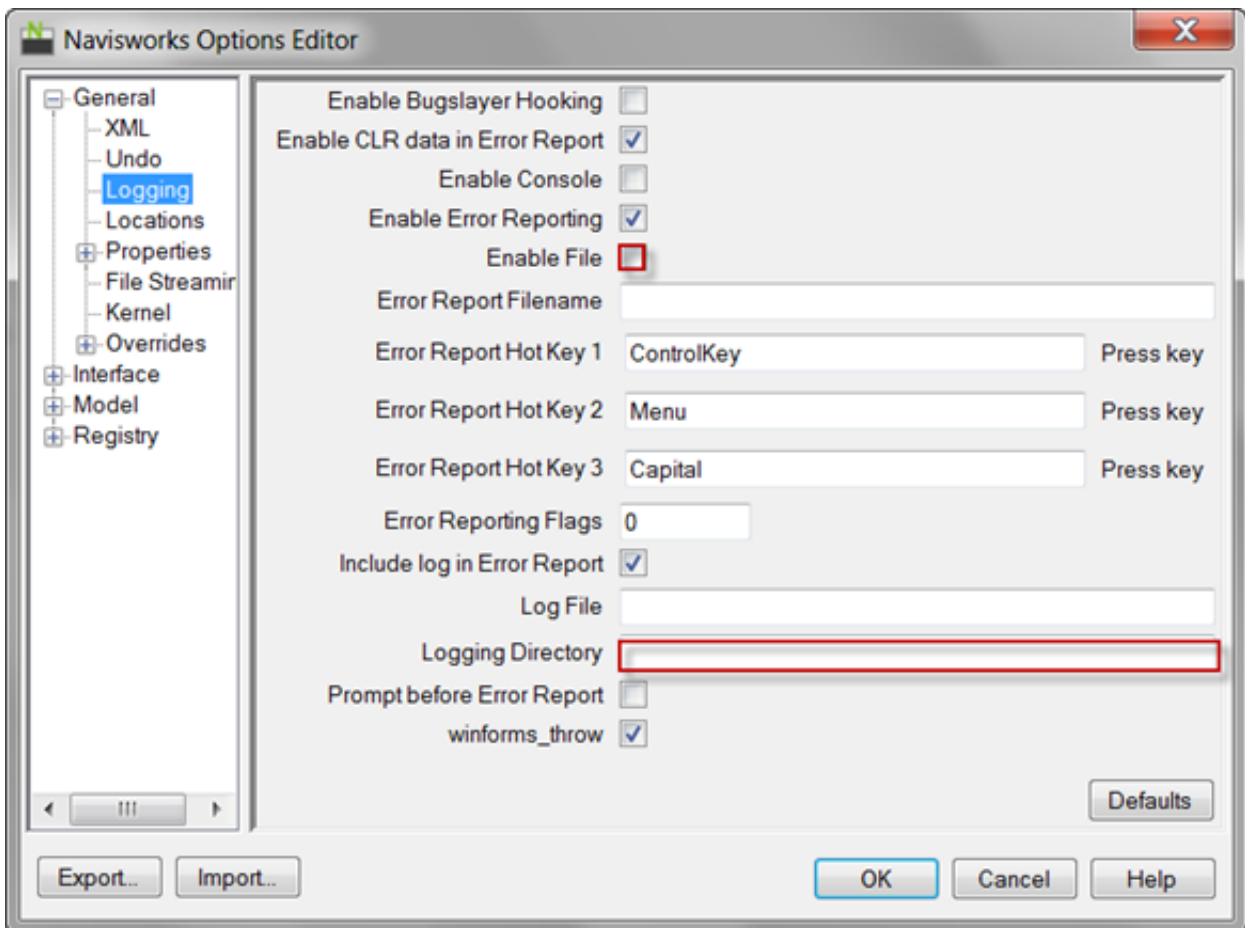 Navisworks Options Editor
General
XML
Undo
Logging
Locations
Properties
File Streamin
Kernel
Overrides
Interface
Model
Registry
Enable Bugslayer Hooking
Enable CLR data in Error Report
Enable Console
Enable Error Reporting
Enable File
Error Report Filename
Error Report Hot Key 1 ControlKey Press key
Error Report Hot Key 2 Menu Press key
Error Report Hot Key 3 Capital Press key
Error Reporting Flags 0
Include log in Error Report
Log File
Logging Directory
Prompt before Error Report
winforms_throw
Defaults
Export... Import... OK Cancel Help